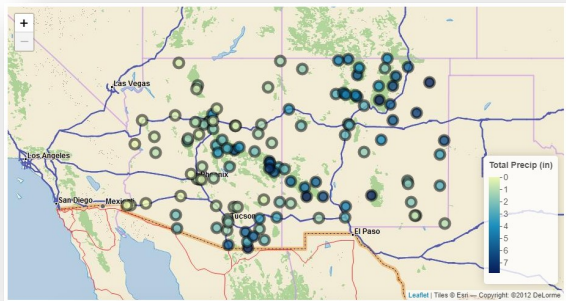 +
−
Las Vegas
Los Angeles
Phoenix
San Diego
Mexicali
Tucson
El Paso
Total Precip (in)
0
1
2
3
4
5
6
7
Leaflet | Tiles © Esri — Copyright: ©2012 DeLorme